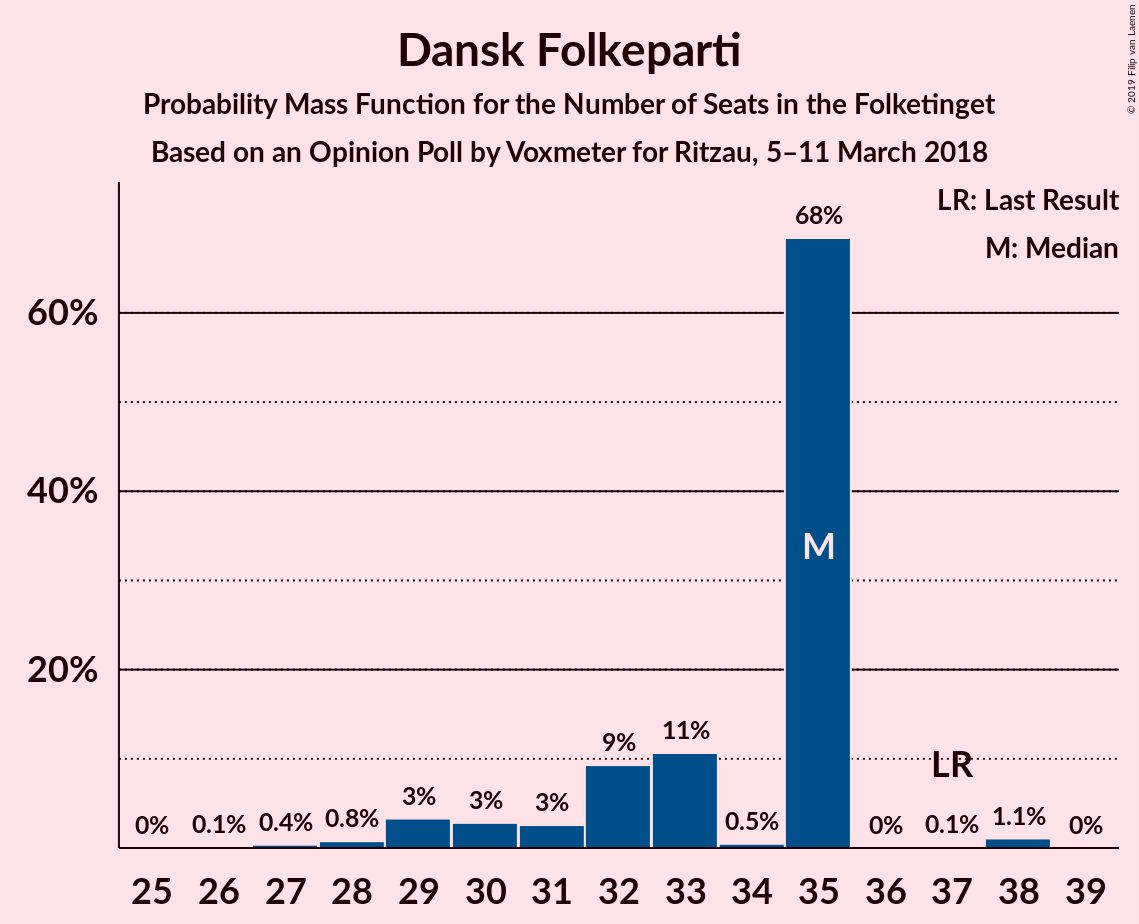 Dansk Folkeparti
Probability Mass Function for the Number of Seats in the Folketinget
Based on an Opinion Poll by Voxmeter for Ritzau, 5–11 March 2018
© 2019 Filip van Laenen
LR: Last Result
M: Median
60%
40%
20%
0%
0.1%
0.4%
0.8%
3%
3%
3%
9%
11%
0.5%
68%
M
0%
0.1%
LR
1.1%
0%
25 26 27 28 29 30 31 32 33 34 35 36 37 38 39